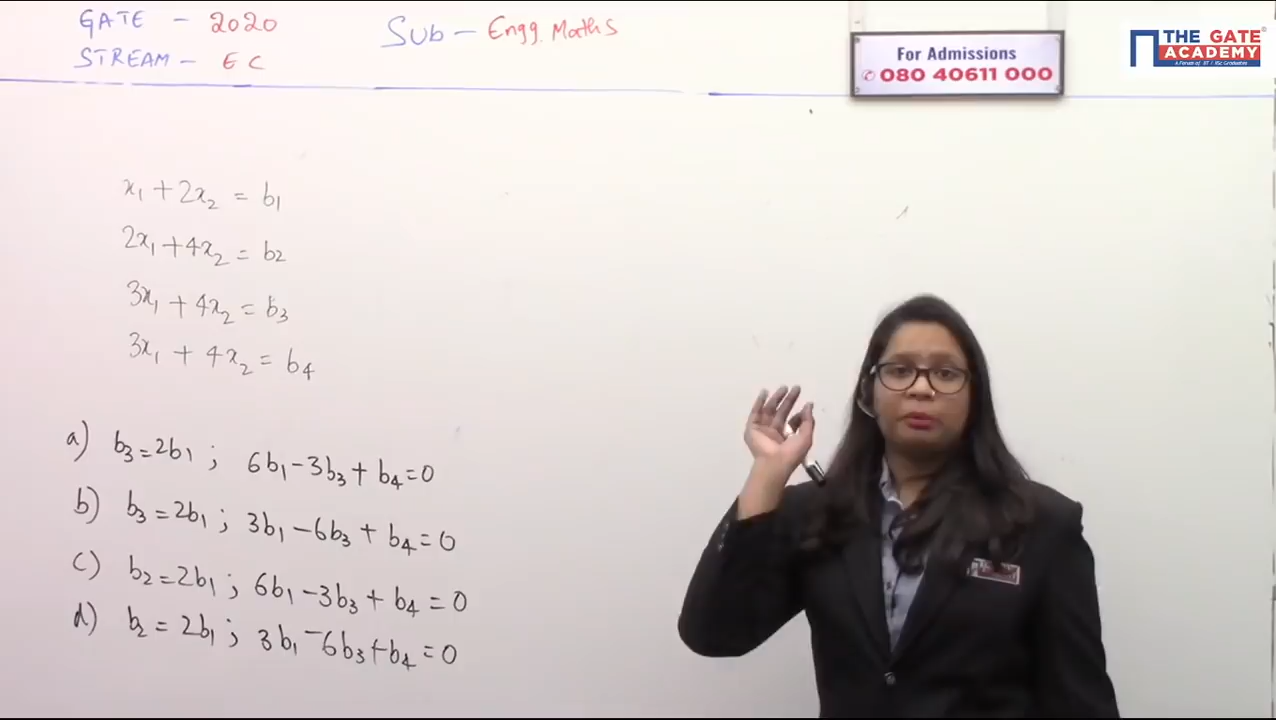 GATE - 2020
Sub - Engg. Maths
STREAM - EC
For Admissions
080 40611 000
THE GATE ACADEMY
x₁ + 2x₂ = b₁
2x₁ + 4x₂ = b₂
3x₁ + 4x₂ = b₃
3x₁ + 4x₂ = b₄
a) b₃ = 2b₁ ; 6b₁ - 3b₃ + b₄ = 0
b) b₃ = 2b₁ ; 3b₁ - 6b₃ + b₄ = 0
c) b₂ = 2b₁ ; 6b₁ - 3b₃ + b₄ = 0
d) b₂ = 2b₁ ; 3b₁ - 6b₃ + b₄ = 0